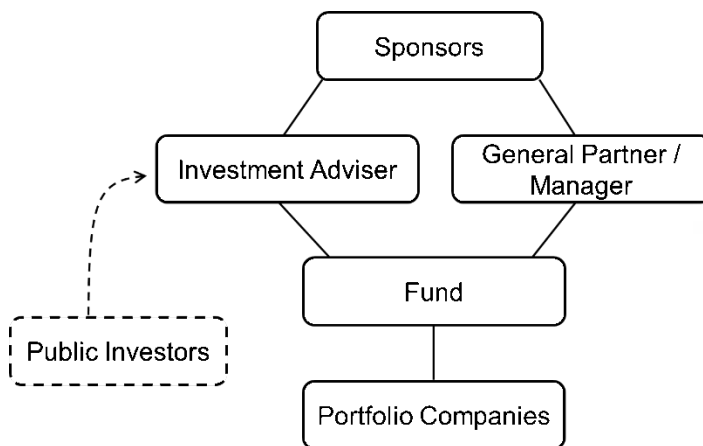 Sponsors
Investment Adviser
General Partner /
Manager
Fund
Public Investors
Portfolio Companies